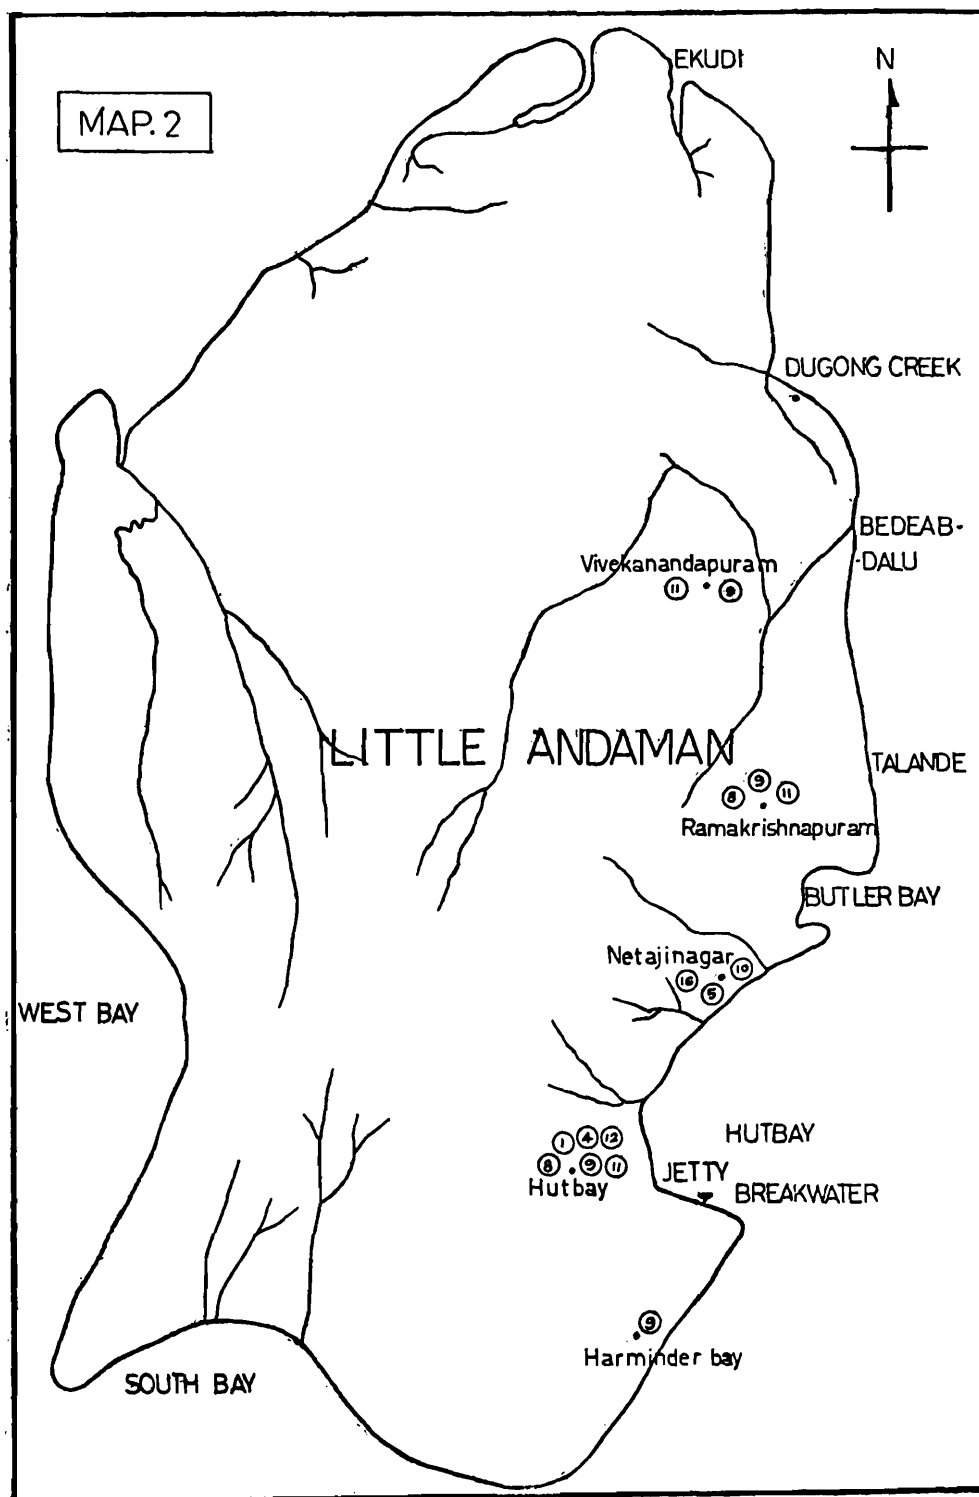 EKUDI
N
MAP. 2
DUGONG CREEK
BEDEAB-
-DALU
Vivekanandapuram
11 9
LITTLE ANDAMAN
TALANDE
8 9 11
Ramakrishnapuram
BUTLER BAY
Netajinagar
16 5 10
WEST BAY
HUTBAY
1 4 12
8 9 11
Hutbay
JETTY
BREAKWATER
9
Harminder bay
SOUTH BAY